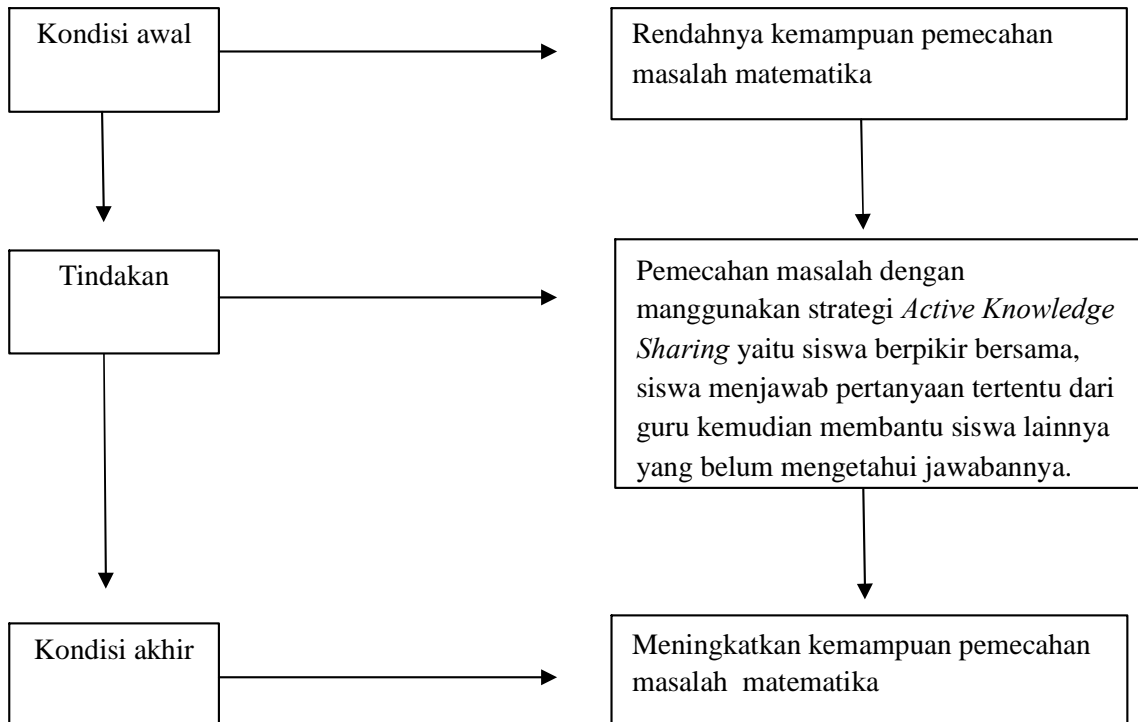 Kondisi awal
Rendahnya kemampuan pemecahan
masalah matematika
Tindakan
Pemecahan masalah dengan
manggunakan strategi Active Knowledge
Sharing yaitu siswa berpikir bersama,
siswa menjawab pertanyaan tertentu dari
guru kemudian membantu siswa lainnya
yang belum mengetahui jawabannya.
Kondisi akhir
Meningkatkan kemampuan pemecahan
masalah  matematika